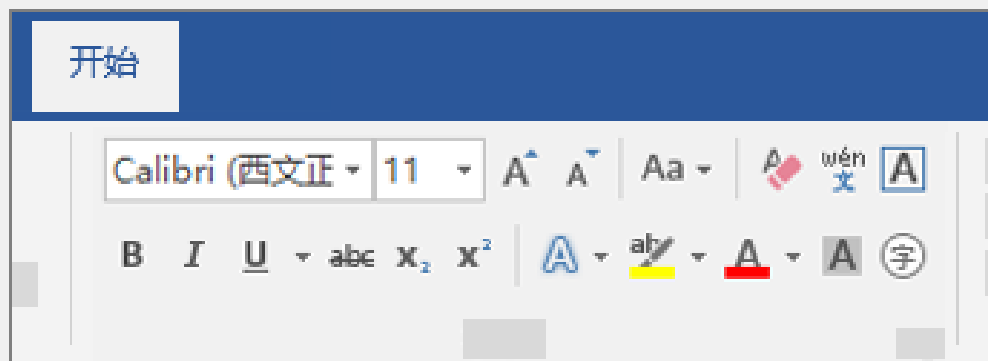 开始
Calibri (西文正 11 A A Aa A wén 文 A
B I U abc X₂ X² A ab A A 字